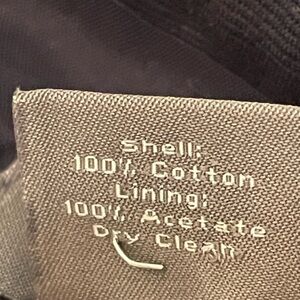 Shell:
100% Cotton
Lining:
100% Acetate
Dry Clean